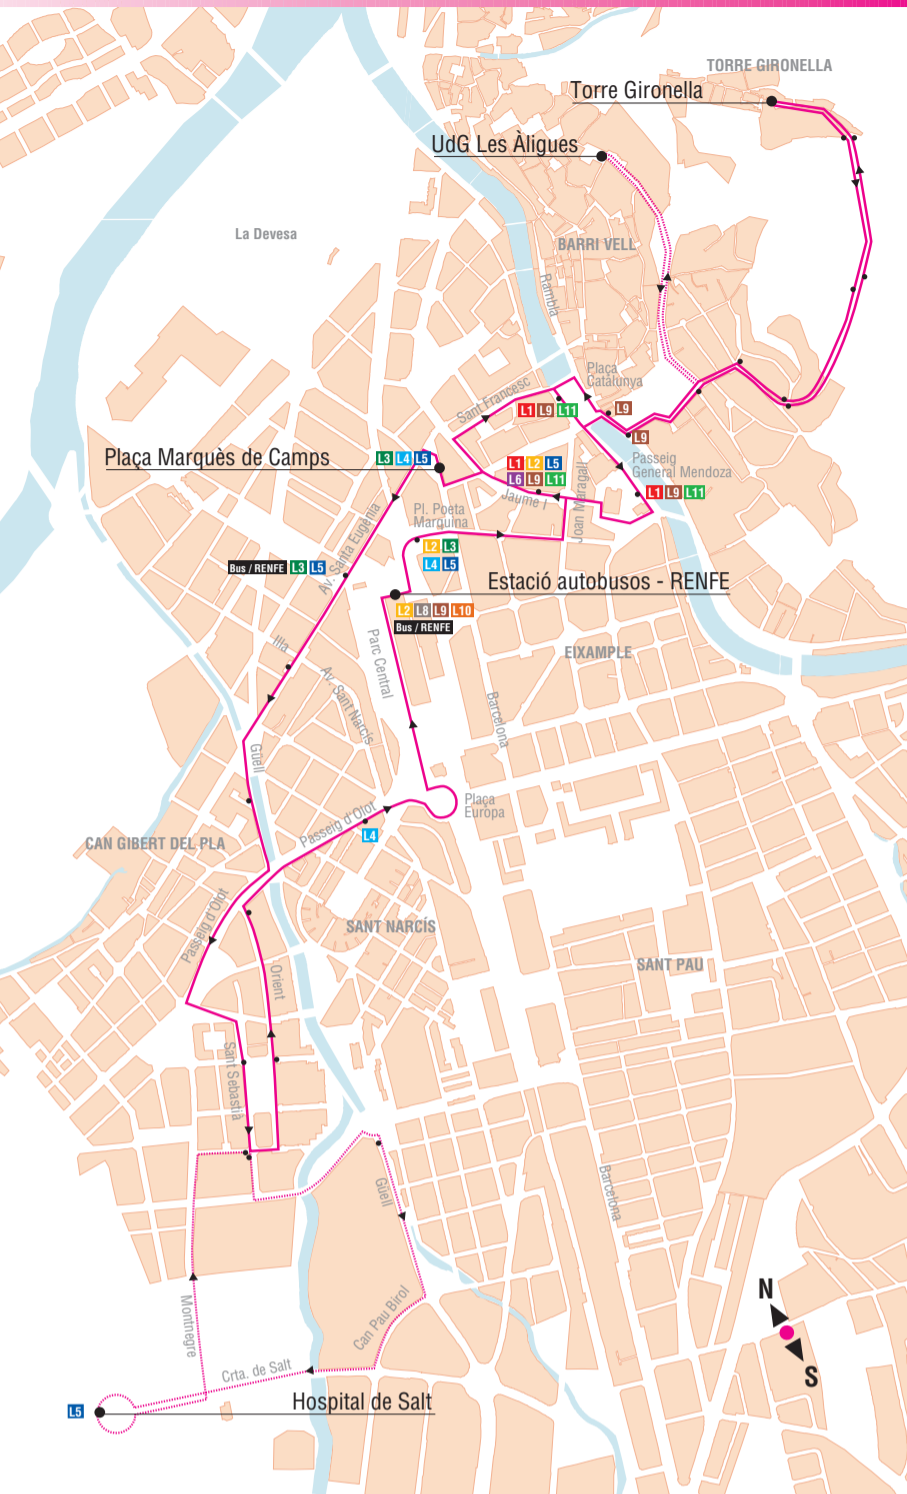 TORRE GIRONELLA
Torre Gironella
UdG Les Àligues
La Devesa
BARRI VELL
Rambla
Plaça
Catalunya
Sant Francesc
L1 L9 L11
L9
L9
Plaça Marquès de Camps
L3 L4 L5
L1 L2 L5
L6 L9 L11
Passeig
General Mendoza
L1 L9 L11
Jaume I
Joan Maragall
Pl. Poeta
Marquina
Av. Santa Eugènia
L2 L3
L4 L5
Bus / RENFE L3 L5
Estació autobusos - RENFE
L2 L8 L9 L10
Bus / RENFE
Illa
Parc Central
EIXAMPLE
Av. Sant Narcís
Barcelona
Güell
Plaça
Europa
Passeig d'Olot
L4
CAN GIBERT DEL PLA
Passeig d'Olot
SANT NARCÍS
SANT PAU
Orient
Sant Sebastià
Güell
Barcelona
Montnegre
Can Pau Birol
N
S
Crta. de Salt
L5
Hospital de Salt